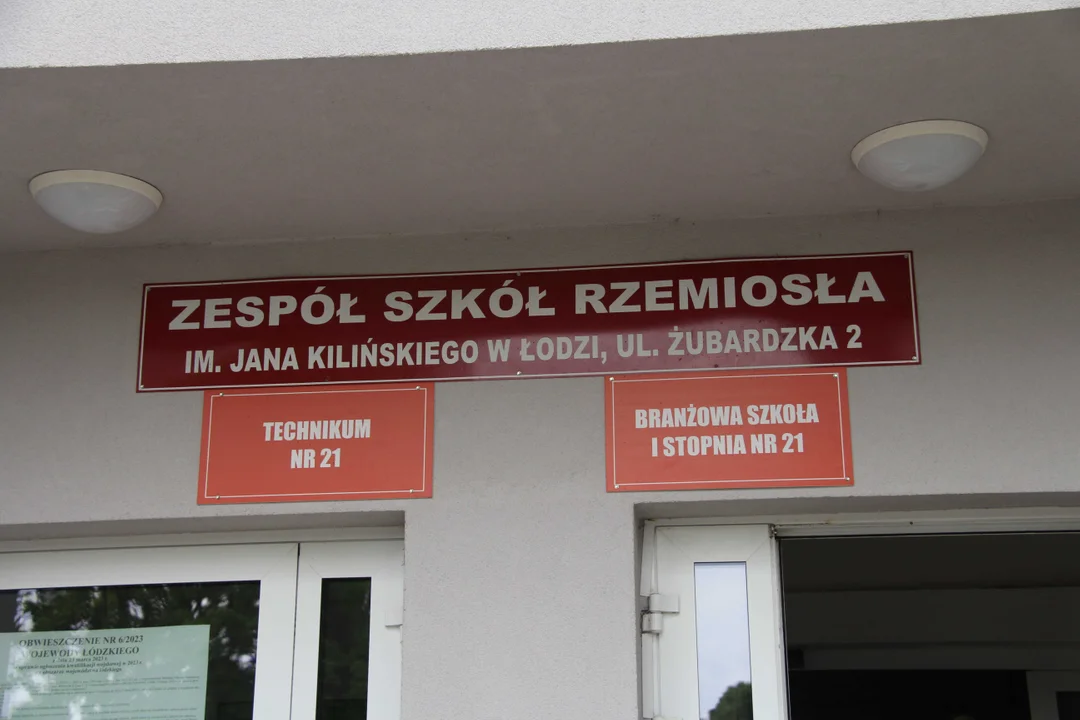 ZESPÓŁ SZKÓŁ RZEMIOSŁA
IM. JANA KILIŃSKIEGO W ŁODZI, UL. ŻUBARDZKA 2
TECHNIKUM
NR 21
BRANŻOWA SZKOŁA
I STOPNIA NR 21
OBWIESZCZENIE NR 6/2023
WOJEWODY ŁÓDZKIEGO